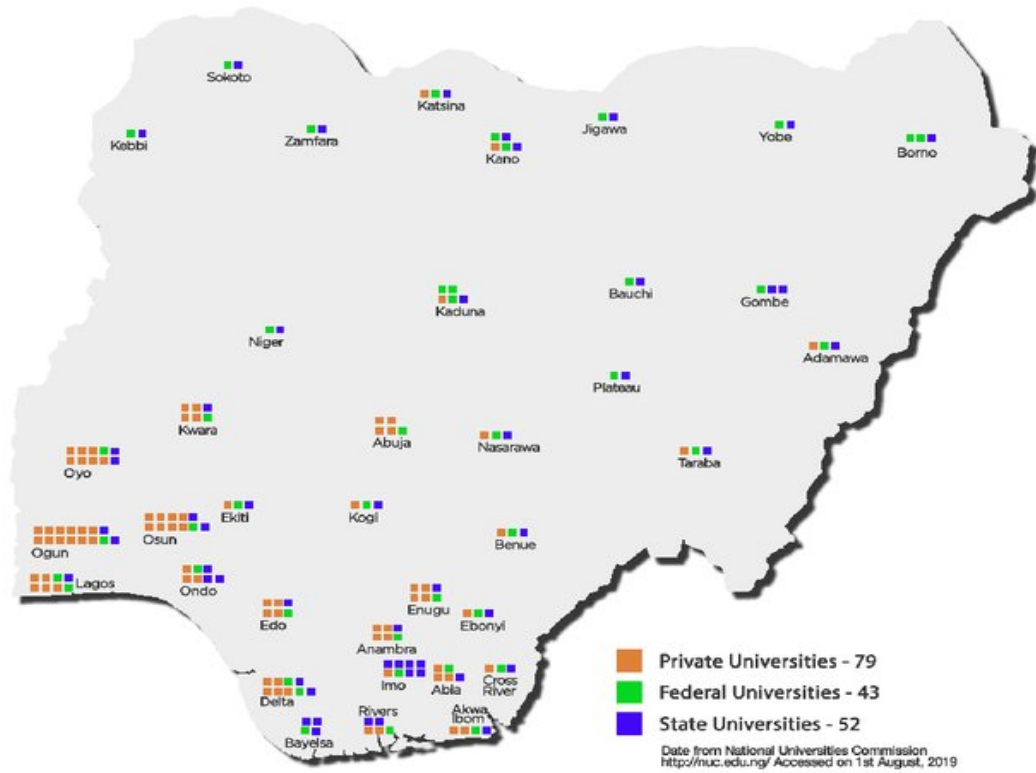 Sokoto
Katsina
Kebbi
Zamfara
Kano
Jigawa
Yobe
Borno
Kaduna
Bauchi
Gombe
Niger
Adamawa
Plateau
Kwara
Abuja
Nasarawa
Taraba
Oyo
Ekiti
Kogi
Ogun
Osun
Benue
Lagos
Ondo
Edo
Enugu
Ebonyi
Anambra
Imo
Abia
Cross
River
Delta
Rivers
Akwa
Ibom
Bayelsa
Private Universities - 79
Federal Universities - 43
State Universities - 52
Date from National Universities Commission
http://nuc.edu.ng/ Accessed on 1st August, 2019